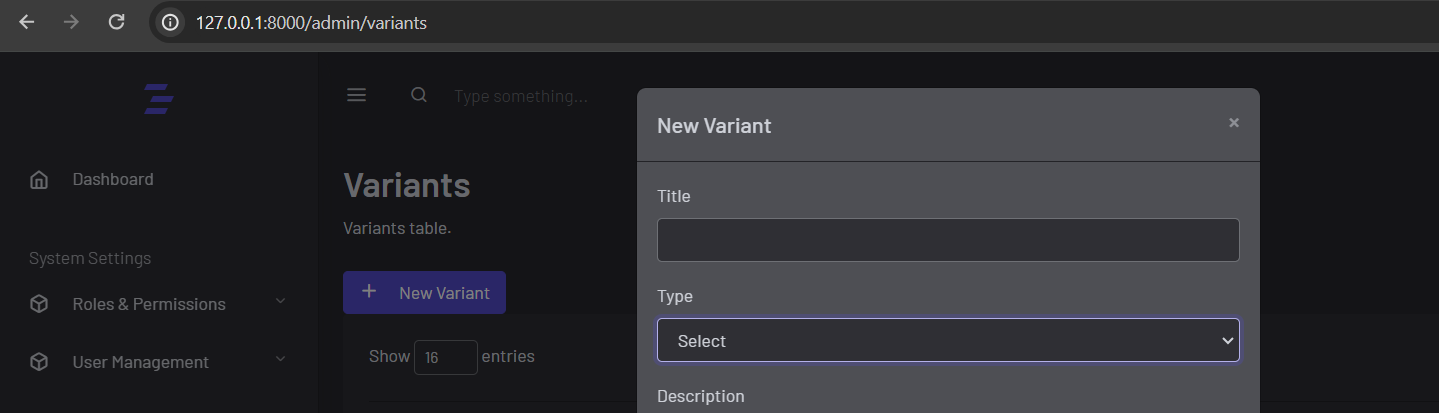 127.0.0.1:8000/admin/variants
Type something...
New Variant
×
Dashboard
Variants
Variants table.
System Settings
Roles & Permissions
User Management
+ New Variant
Show 16 entries
Title
Type
Select
Description